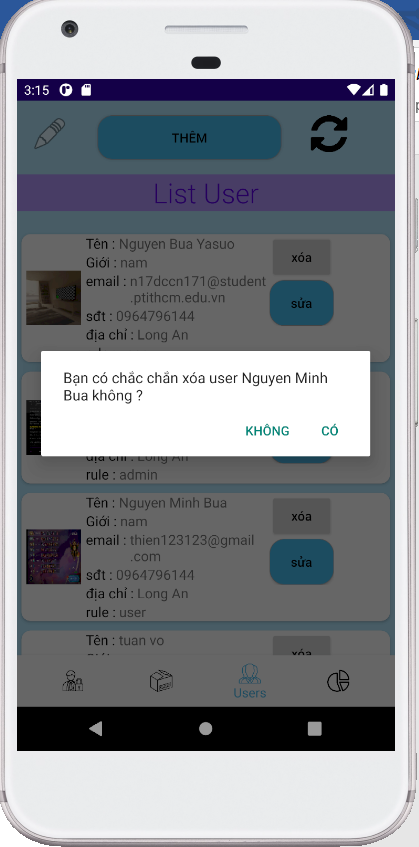 3:15
THÊM
List User
Tên : Nguyen Bua Yasuo
Giới : nam
email : n17dccn171@student
.ptithcm.edu.vn
sđt : 0964796144
địa chỉ : Long An
xóa
sửa
Bạn có chắc chắn xóa user Nguyen Minh
Bua không ?
KHÔNG
CÓ
địa chỉ : Long An
rule : admin
Tên : Nguyen Minh Bua
Giới : nam
email : thien123123@gmail
.com
sđt : 0964796144
địa chỉ : Long An
rule : user
xóa
sửa
Tên : tuan vo
xóa
Users